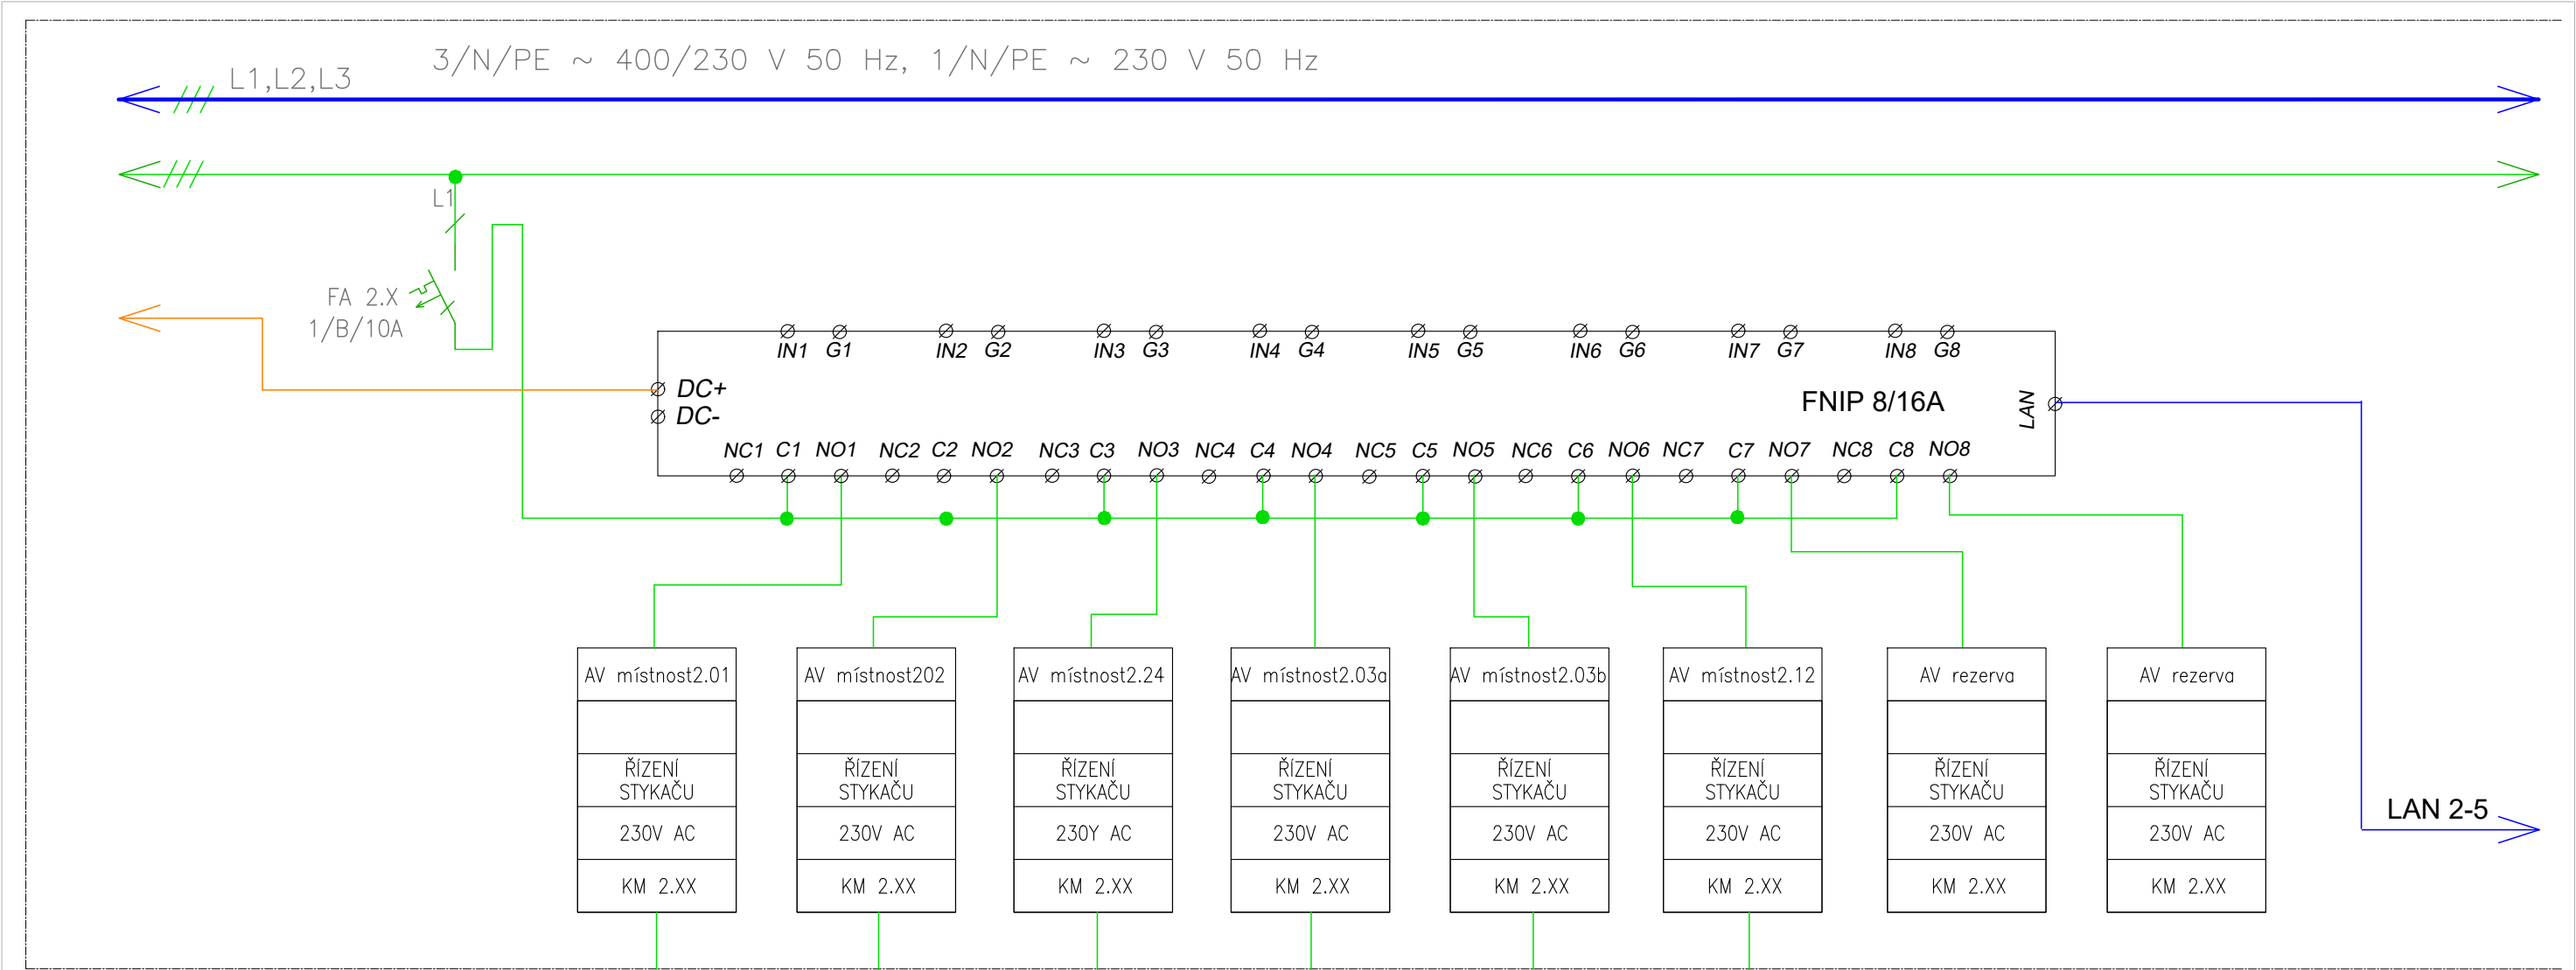 3/N/PE ~ 400/230 V 50 Hz, 1/N/PE ~ 230 V 50 Hz
L1,L2,L3
L1
FA 2.X
1/B/10A
IN1 G1 IN2 G2 IN3 G3 IN4 G4 IN5 G5 IN6 G6 IN7 G7 IN8 G8
DC+
DC-
FNIP 8/16A
LAN
NC1 C1 NO1 NC2 C2 NO2 NC3 C3 NO3 NC4 C4 NO4 NC5 C5 NO5 NC6 C6 NO6 NC7 C7 NO7 NC8 C8 NO8
AV místnost2.01
ŘÍZENÍ
STYKAČU
230V AC
KM 2.XX
AV místnost202
ŘÍZENÍ
STYKAČU
230V AC
KM 2.XX
AV místnost2.24
ŘÍZENÍ
STYKAČU
230Y AC
KM 2.XX
AV místnost2.03a
ŘÍZENÍ
STYKAČU
230V AC
KM 2.XX
AV místnost2.03b
ŘÍZENÍ
STYKAČU
230V AC
KM 2.XX
AV místnost2.12
ŘÍZENÍ
STYKAČU
230V AC
KM 2.XX
AV rezerva
ŘÍZENÍ
STYKAČU
230V AC
KM 2.XX
AV rezerva
ŘÍZENÍ
STYKAČU
230V AC
KM 2.XX
LAN 2-5